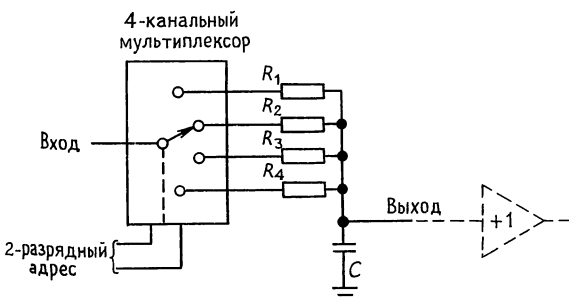 4-канальный
мультиплексор
R1
R2
R3
R4
Вход
Выход
+1
2-разрядный
адрес
C